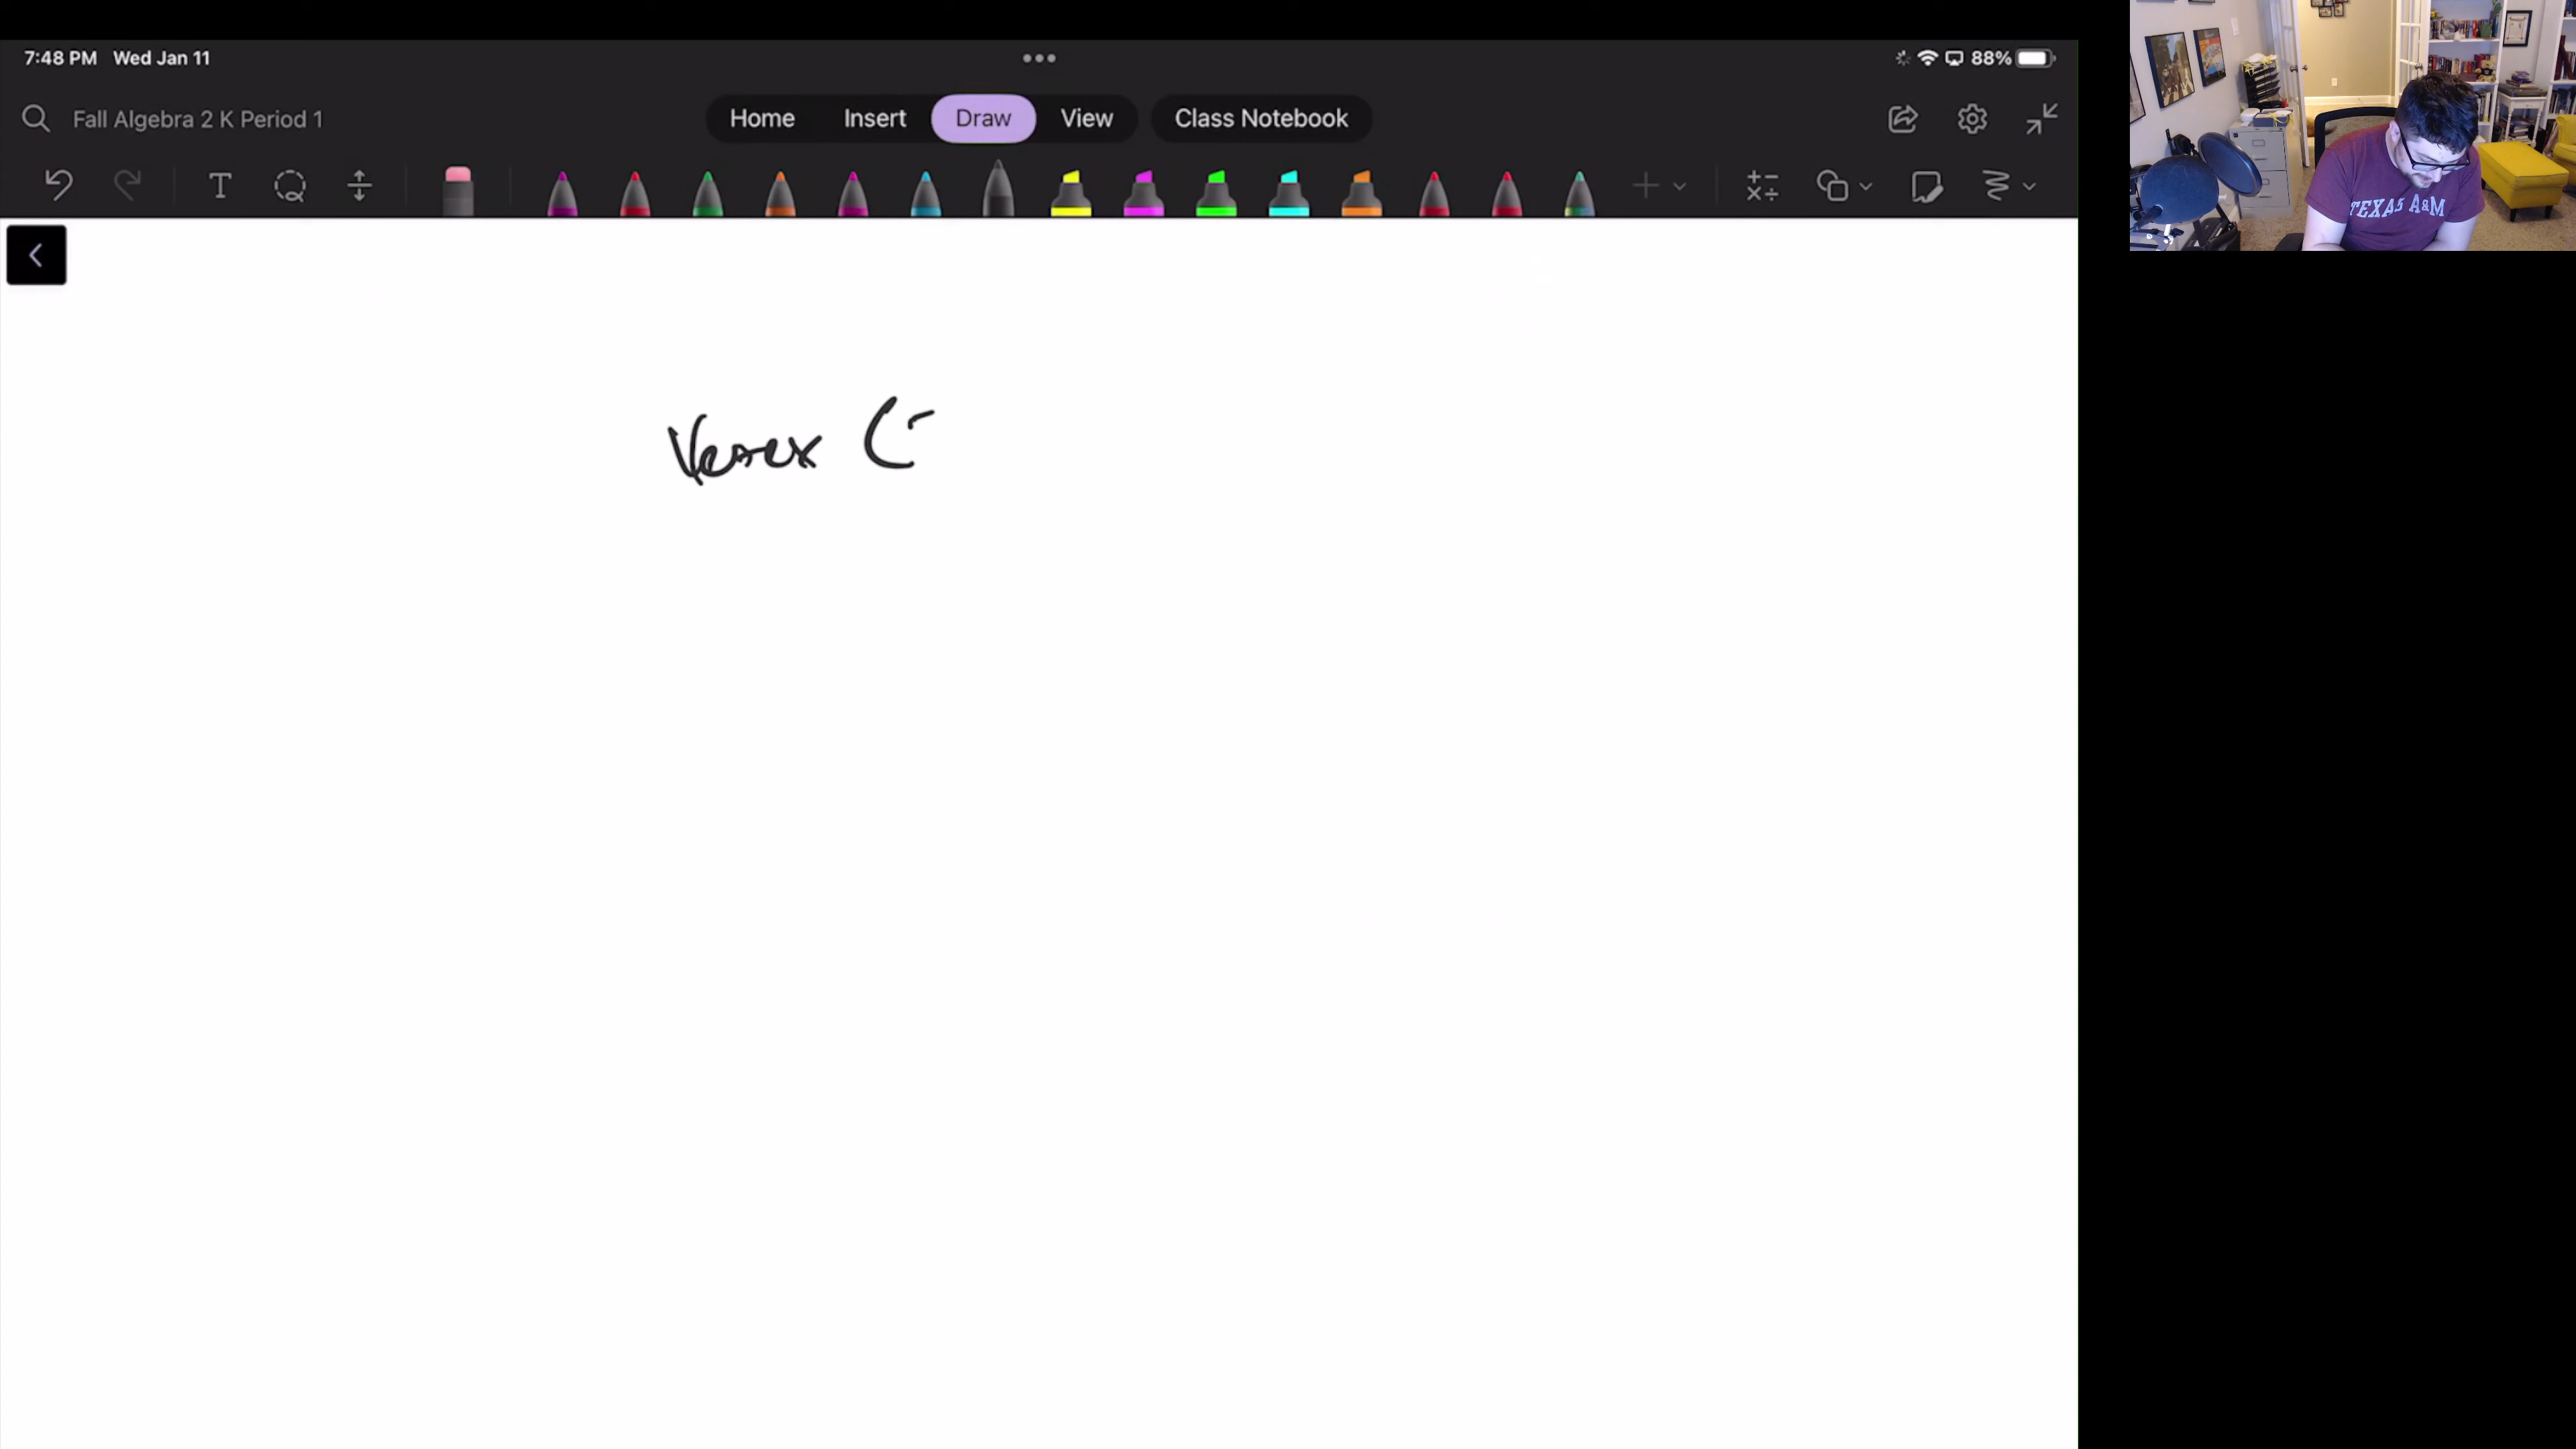 7:48 PM Wed Jan 11
88%
Fall Algebra 2 K Period 1
Home Insert Draw View Class Notebook
T
TEXAS A&M
Vertex (